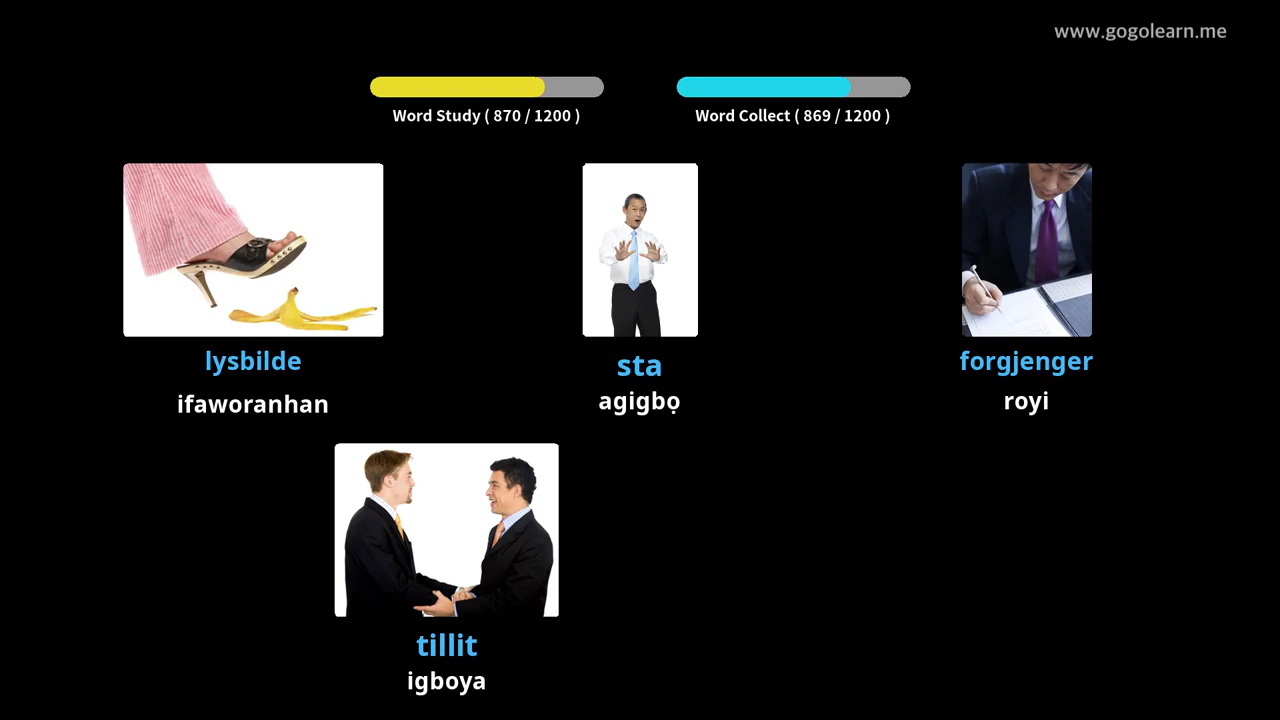 www.gogolearn.me
Word Study ( 870 / 1200 )
Word Collect ( 869 / 1200 )
lysbilde
ifaworanhan
sta
agigbọ
forgjenger
royi
tillit
igboya